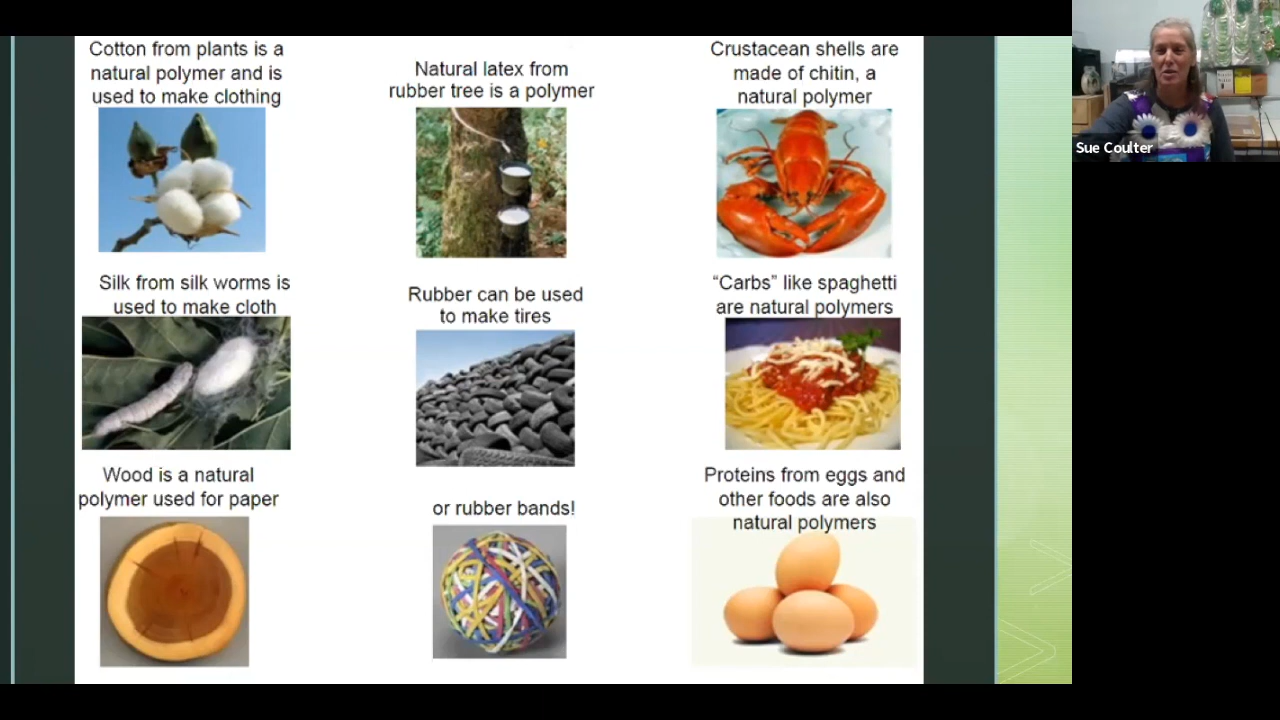 Cotton from plants is a
natural polymer and is
used to make clothing
Natural latex from
rubber tree is a polymer
Crustacean shells are
made of chitin, a
natural polymer
Silk from silk worms is
used to make cloth
Rubber can be used
to make tires
“Carbs” like spaghetti
are natural polymers
Wood is a natural
polymer used for paper
or rubber bands!
Proteins from eggs and
other foods are also
natural polymers
Sue Coulter